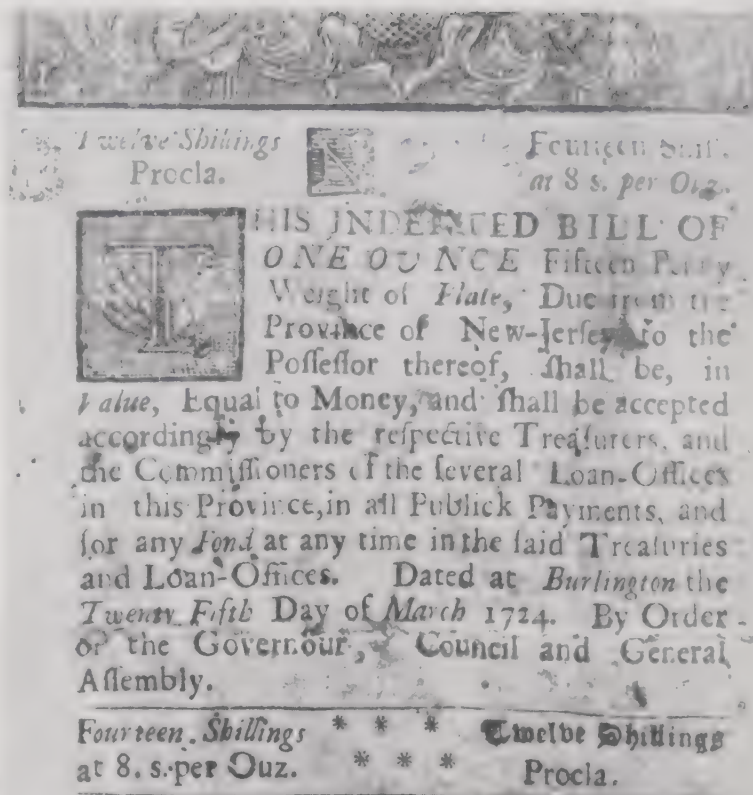 Twelve Shillings Fourteen Shill.
Procla. at 8 s. per Ouz.
THIS INDENTED BILL OF
ONE OUNCE Fifteen Penny
Weight of Plate, Due from the
Province of New-Jerſey to the
Poſſeſſor thereof, ſhall be, in
Value, Equal to Money, and ſhall be accepted
accordingly by the reſpective Treaſurers, and
the Commiſſioners of the ſeveral Loan-Offices
in this Province, in all Publick Payments, and
for any Fond at any time in the ſaid Treaſuries
and Loan-Offices. Dated at Burlington the
Twenty Fifth Day of March 1724. By Order
of the Governour, Council and General
Aſſembly.
Fourteen Shillings * * * Twelve Shillings
at 8. s. per Ouz. * * * Procla.